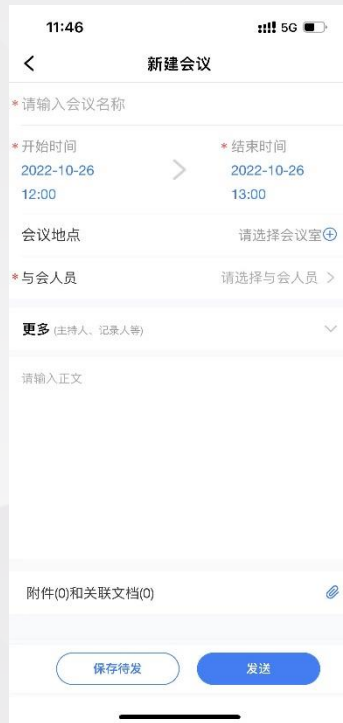 11:46 5G
新建会议
*请输入会议名称
*开始时间 *结束时间
2022-10-26 2022-10-26
12:00 13:00
会议地点 请选择会议室
*与会人员 请选择与会人员 >
更多 (主持人、记录人等)
请输入正文
附件(0)和关联文档(0)
保存待发 发送